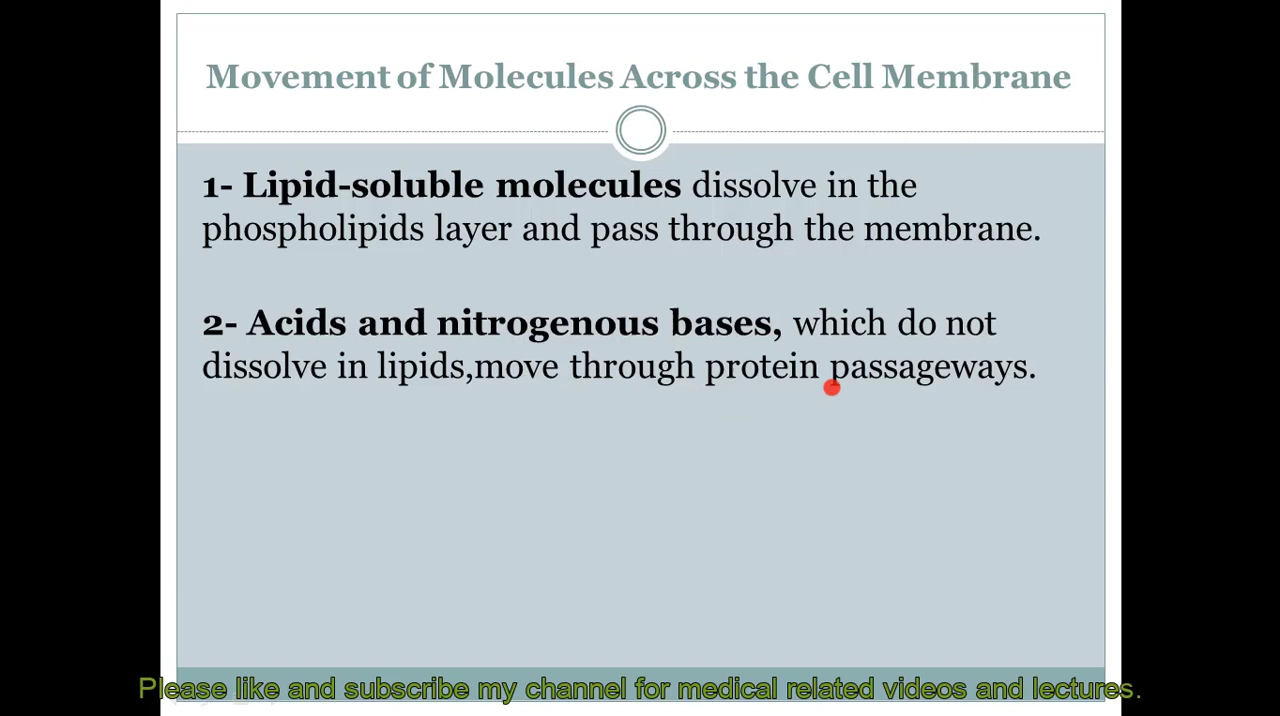 Movement of Molecules Across the Cell Membrane
1- Lipid-soluble molecules dissolve in the
phospholipids layer and pass through the membrane.
2- Acids and nitrogenous bases, which do not
dissolve in lipids,move through protein passageways.
Please like and subscribe my channel for medical related videos and lectures.